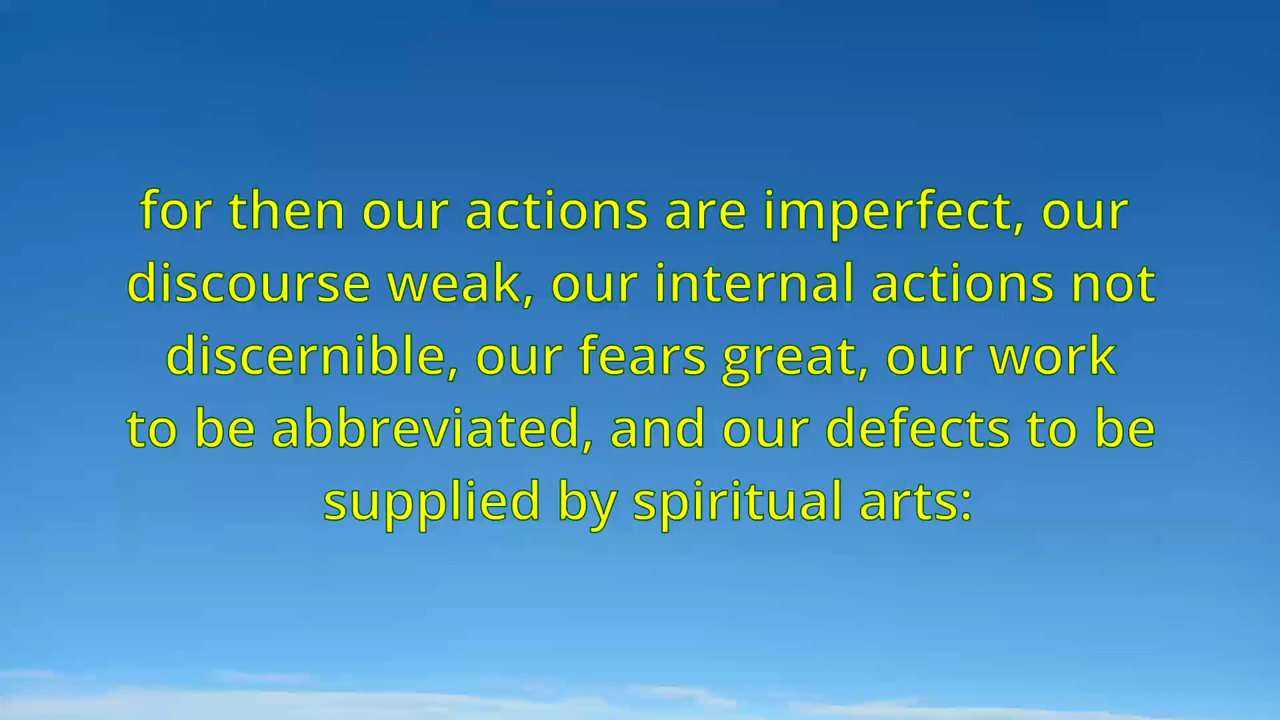 for then our actions are imperfect, our
discourse weak, our internal actions not
discernible, our fears great, our work
to be abbreviated, and our defects to be
supplied by spiritual arts: